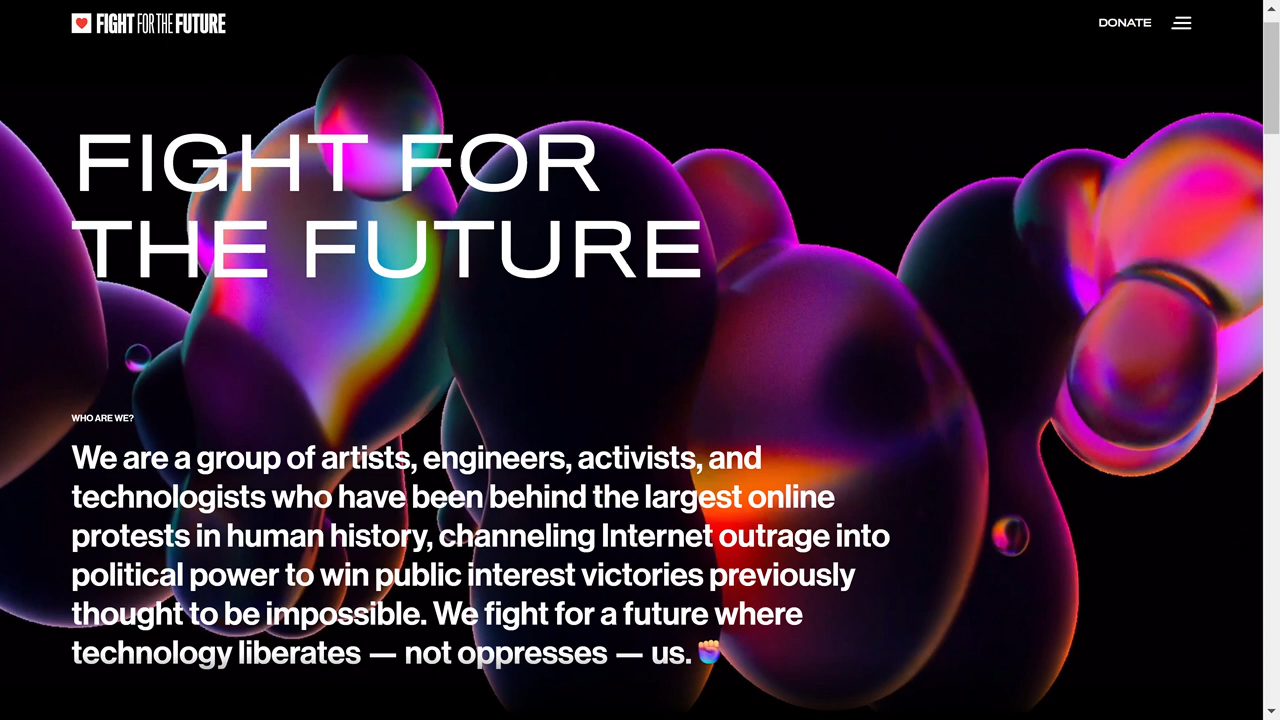 FIGHT FOR THE FUTURE
DONATE
FIGHT FOR
THE FUTURE
WHO ARE WE?
We are a group of artists, engineers, activists, and
technologists who have been behind the largest online
protests in human history, channeling Internet outrage into
political power to win public interest victories previously
thought to be impossible. We fight for a future where
technology liberates — not oppresses — us. ✊